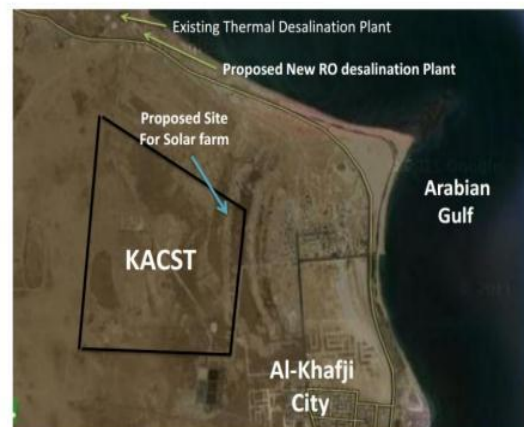 Existing Thermal Desalination Plant
Proposed New RO desalination Plant
Proposed Site
For Solar farm
Arabian
Gulf
KACST
Al-Khafji
City